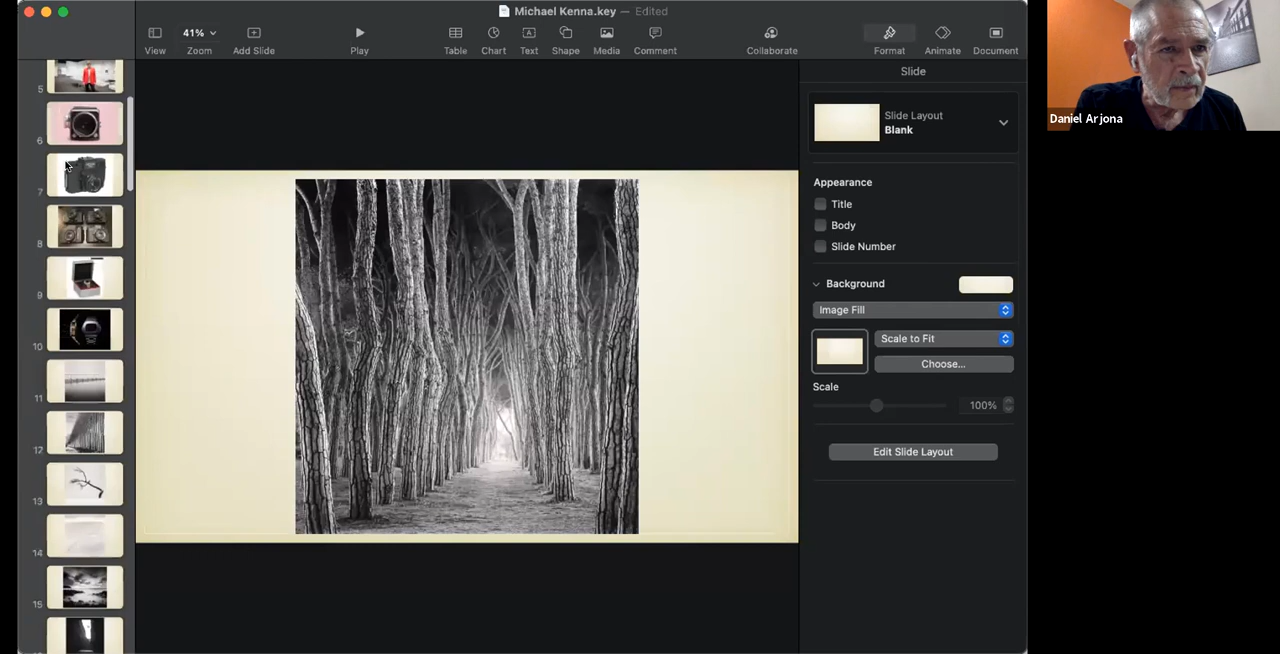 Michael Kenna.key — Edited
41%
View
Zoom
Add Slide
Play
Table
Chart
Text
Shape
Media
Comment
Collaborate
Format
Animate
Document
5
6
7
8
9
10
11
12
13
14
15
Slide
Slide Layout
Blank
Appearance
Title
Body
Slide Number
Background
Image Fill
Scale to Fit
Choose...
Scale
100%
Edit Slide Layout
Daniel Arjona